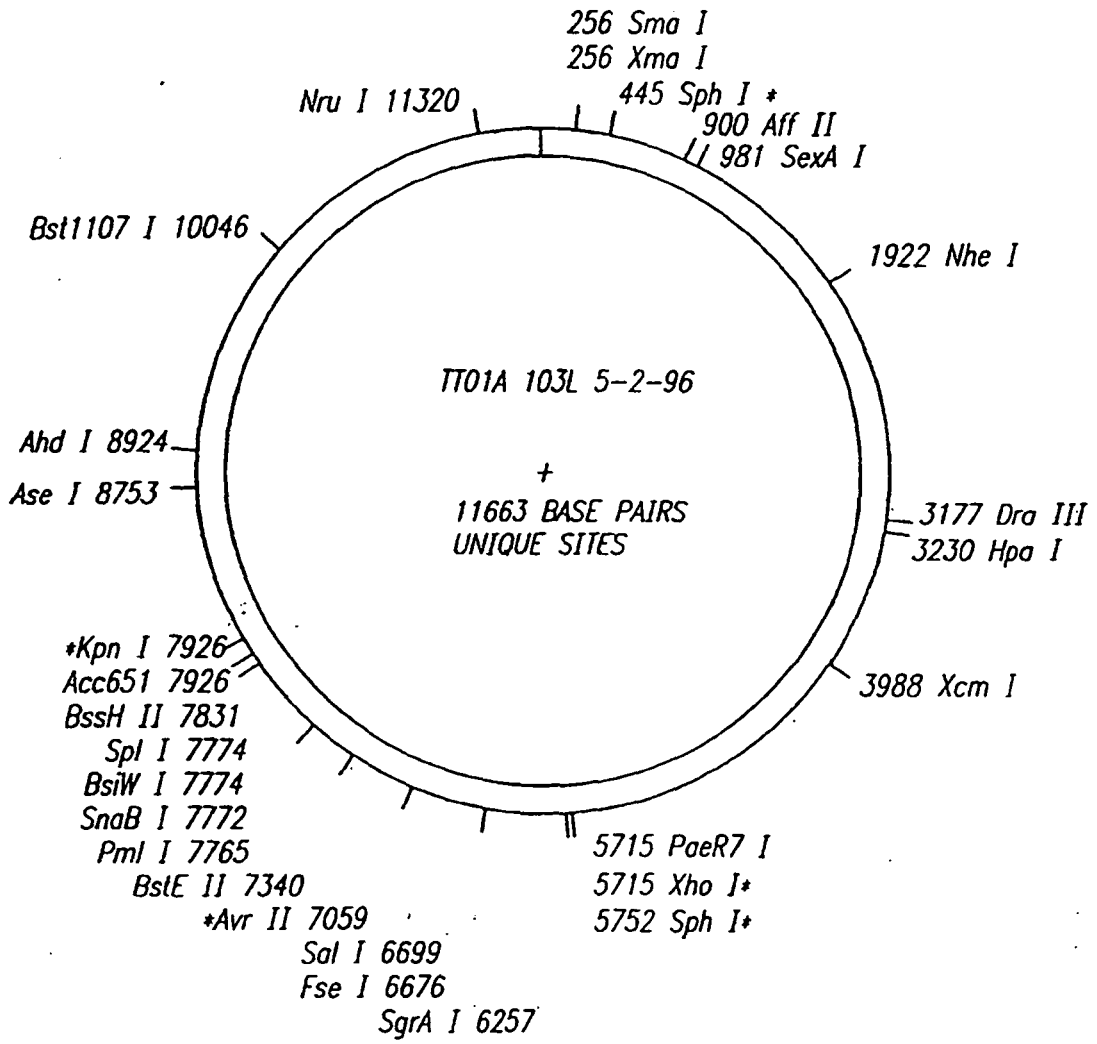 256 Sma I
256 Xma I
445 Sph I *
900 Aff II
981 SexA I
1922 Nhe I
3177 Dra III
3230 Hpa I
3988 Xcm I
5715 PaeR7 I
5715 Xho I*
5752 Sph I*
Nru I 11320
Bst1107 I 10046
Ahd I 8924
Ase I 8753
*Kpn I 7926
Acc651 7926
BssH II 7831
Spl I 7774
BsiW I 7774
SnaB I 7772
Pml I 7765
BstE II 7340
*Avr II 7059
Sal I 6699
Fse I 6676
SgrA I 6257
TT01A 103L 5-2-96
+
11663 BASE PAIRS
UNIQUE SITES